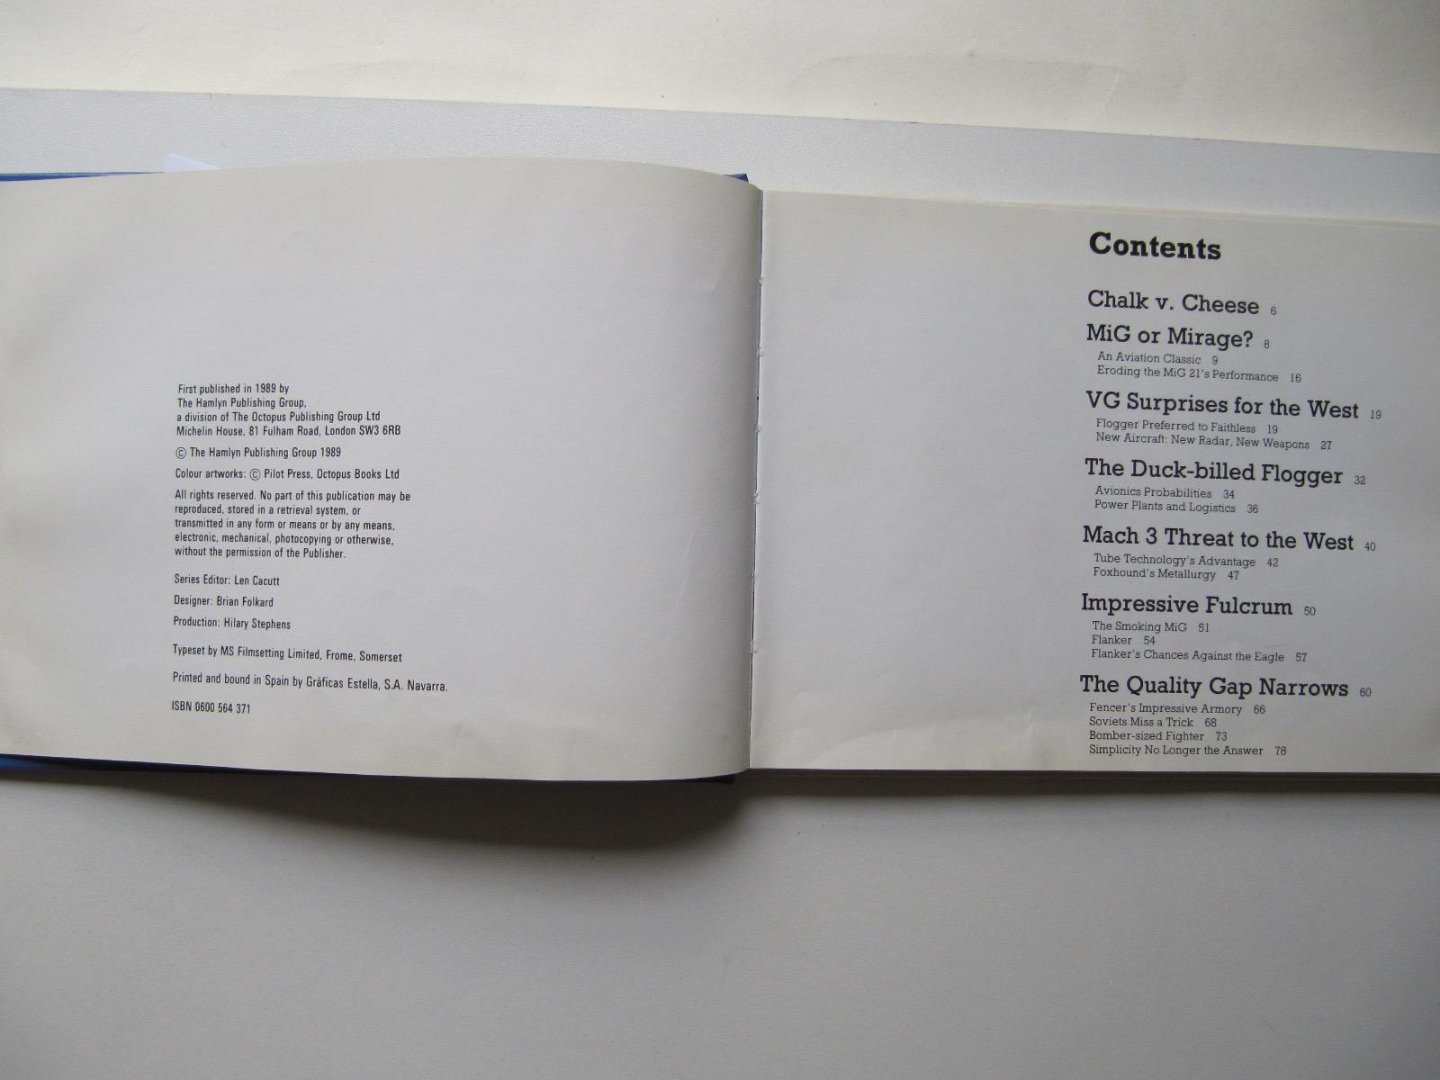 First published in 1989 by
The Hamlyn Publishing Group,
a division of The Octopus Publishing Group Ltd
Michelin House, 81 Fulham Road, London SW3 6RB
© The Hamlyn Publishing Group 1989
Colour artworks: © Pilot Press, Octopus Books Ltd
All rights reserved. No part of this publication may be
reproduced, stored in a retrieval system, or
transmitted in any form or means or by any means,
electronic, mechanical, photocopying or otherwise,
without the permission of the Publisher.
Series Editor: Len Cacutt
Designer: Brian Folkard
Production: Hilary Stephens
Typeset by MS Filmsetting Limited, Frome, Somerset
Printed and bound in Spain by Gráficas Estella, S.A. Navarra.
ISBN 0600 564 371
Contents
Chalk v. Cheese 6
MiG or Mirage? 8
An Aviation Classic 9
Eroding the MiG 21's Performance 16
VG Surprises for the West 19
Flogger Preferred to Faithless 19
New Aircraft: New Radar, New Weapons 27
The Duck-billed Flogger 32
Avionics Probabilities 34
Power Plants and Logistics 36
Mach 3 Threat to the West 40
Tube Technology's Advantage 42
Foxhound's Metallurgy 47
Impressive Fulcrum 50
The Smoking MiG 51
Flanker 54
Flanker's Chances Against the Eagle 57
The Quality Gap Narrows 60
Fencer's Impressive Armory 66
Soviets Miss a Trick 68
Bomber-sized Fighter 73
Simplicity No Longer the Answer 78